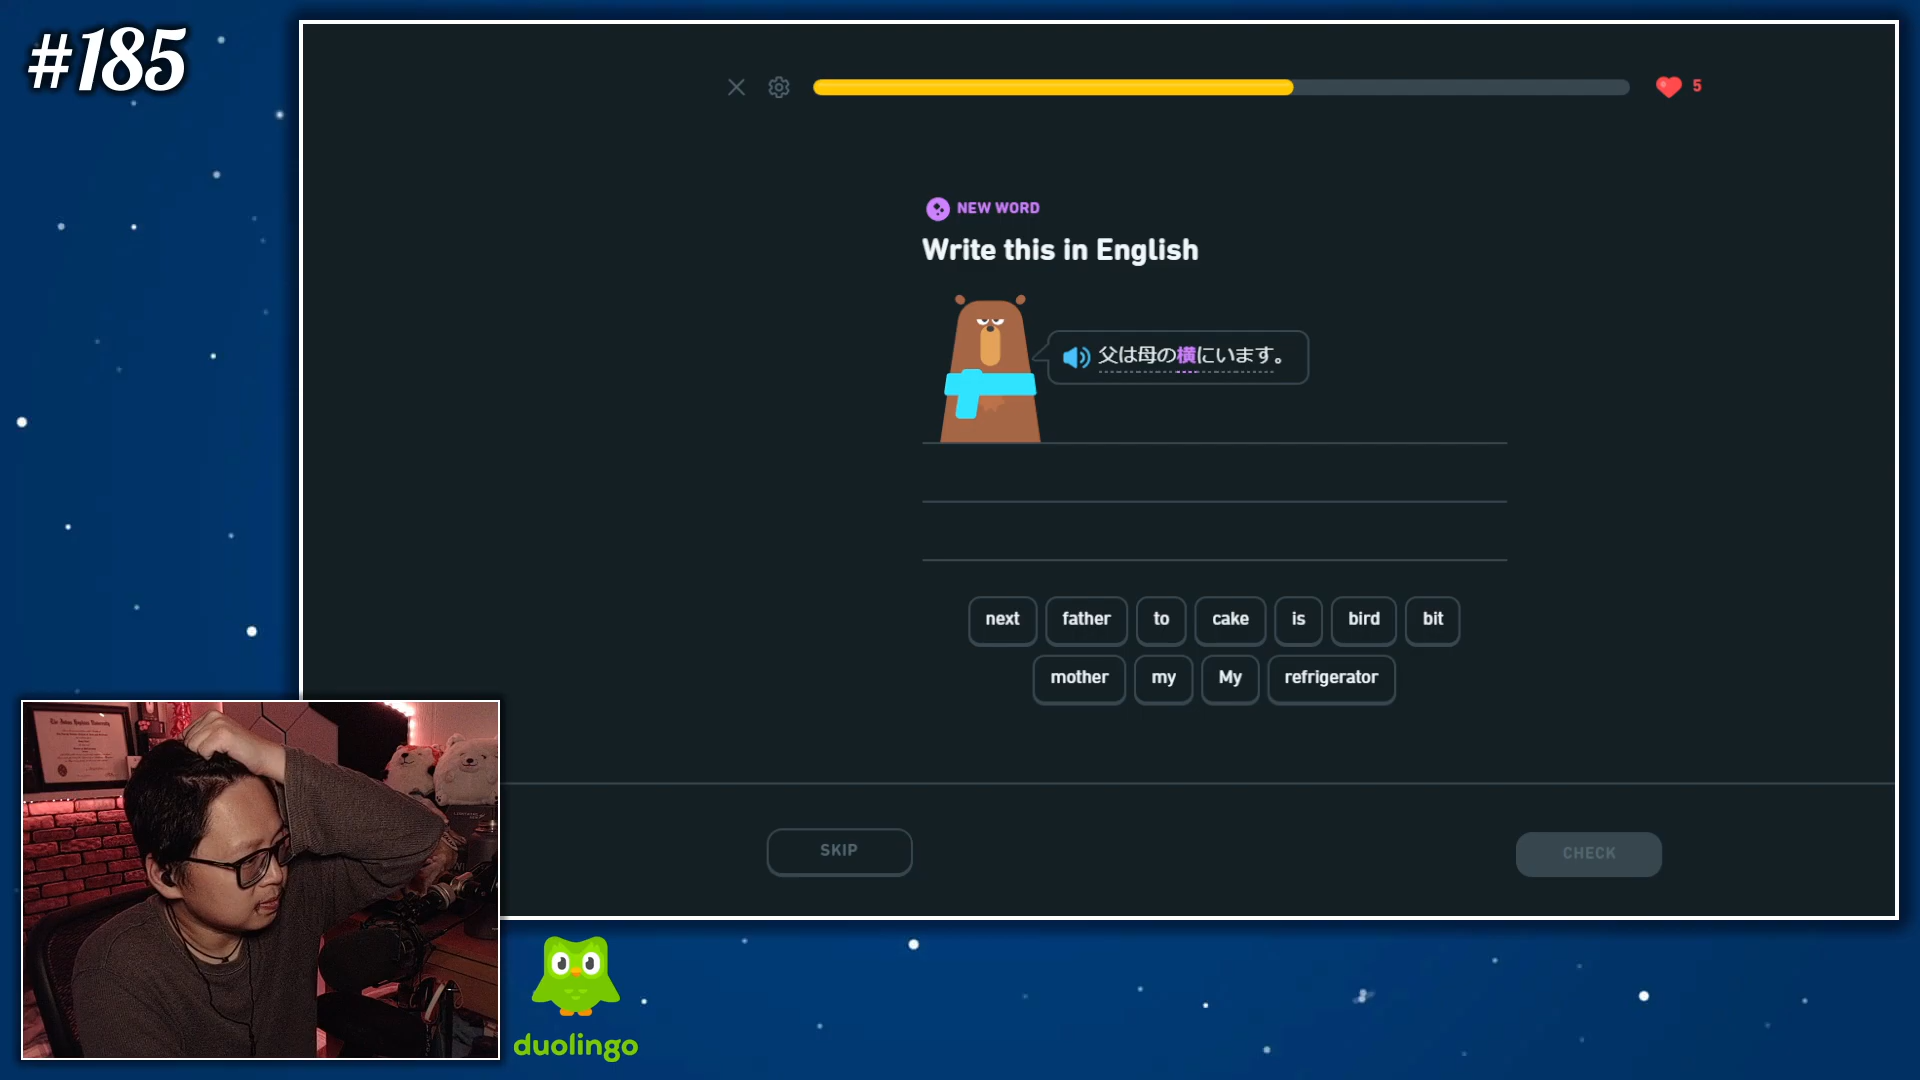 #185
5
NEW WORD
Write this in English
父は母の横にいます。
next father to cake is bird bit
mother my My refrigerator
SKIP
CHECK
duolingo